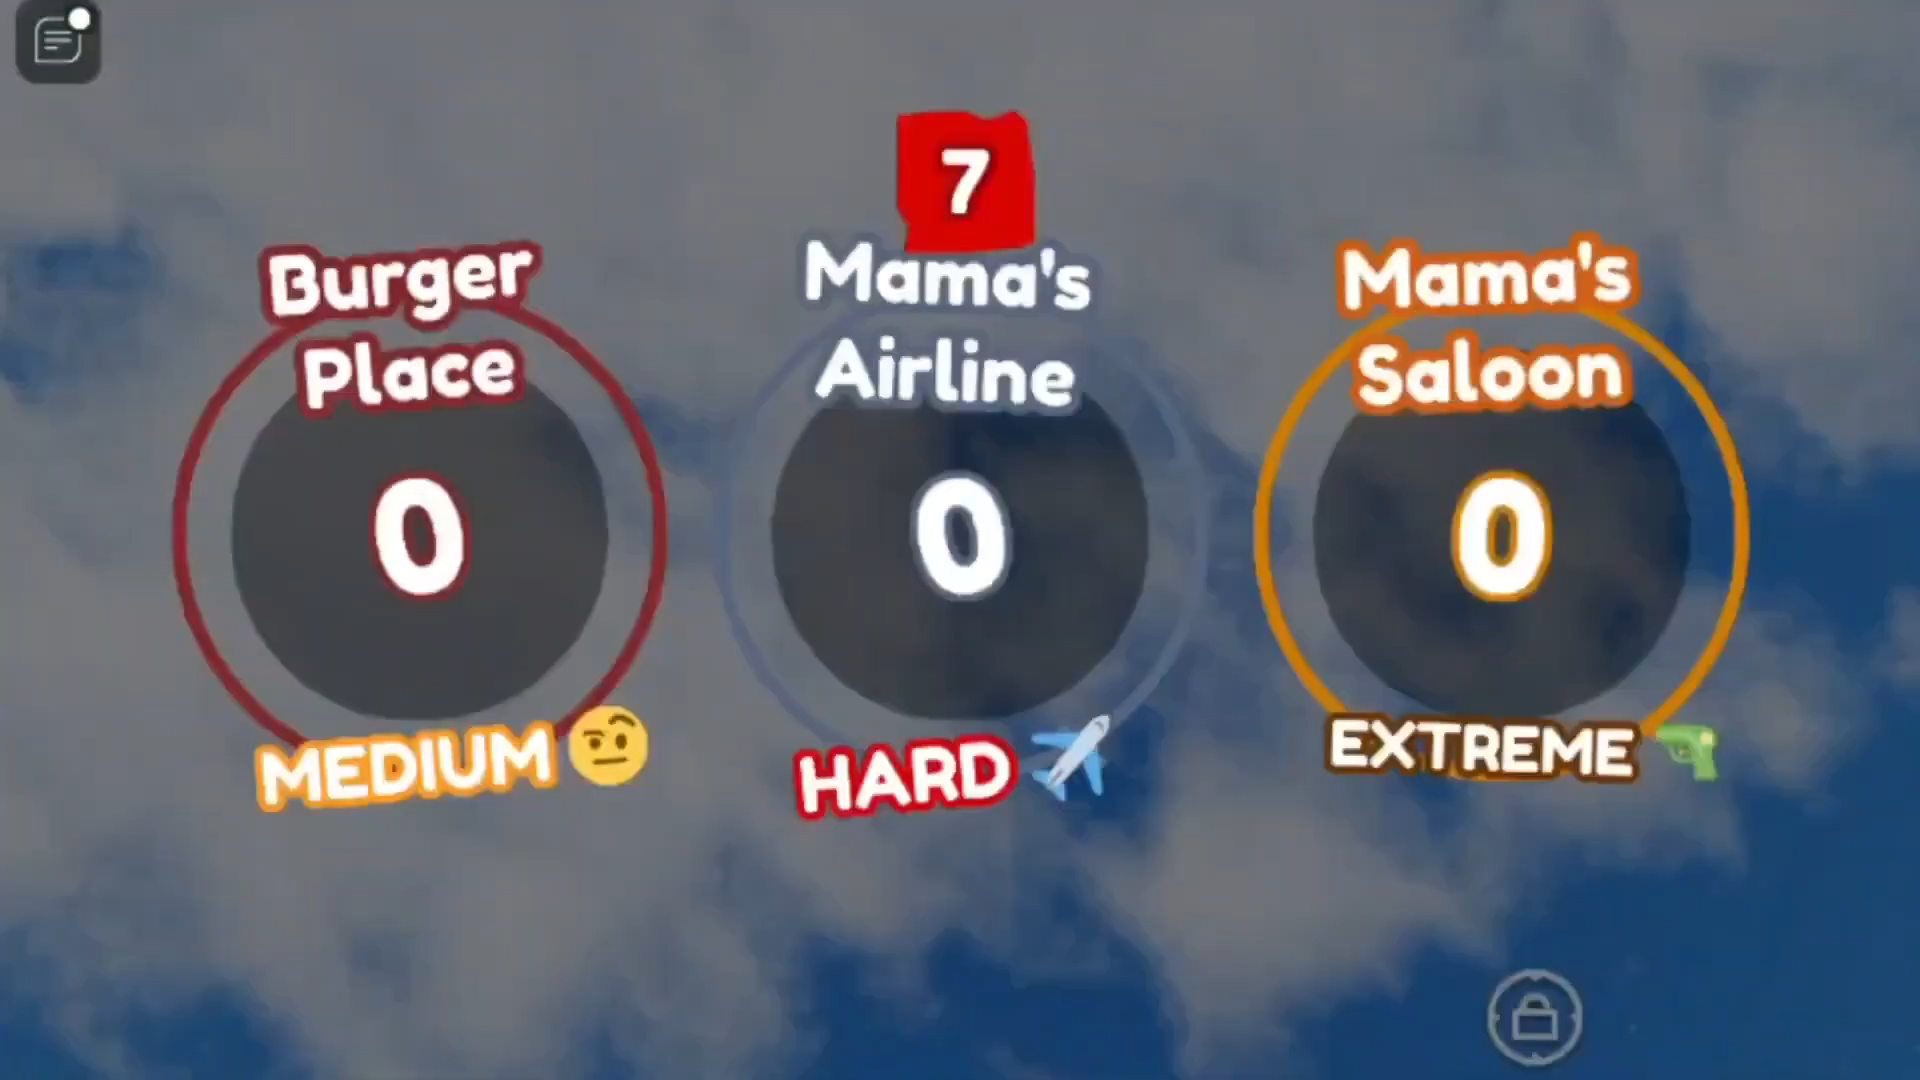 7
Burger
Place
0
MEDIUM 🤨
Mama's
Airline
0
HARD ✈️
Mama's
Saloon
0
EXTREME 🔫